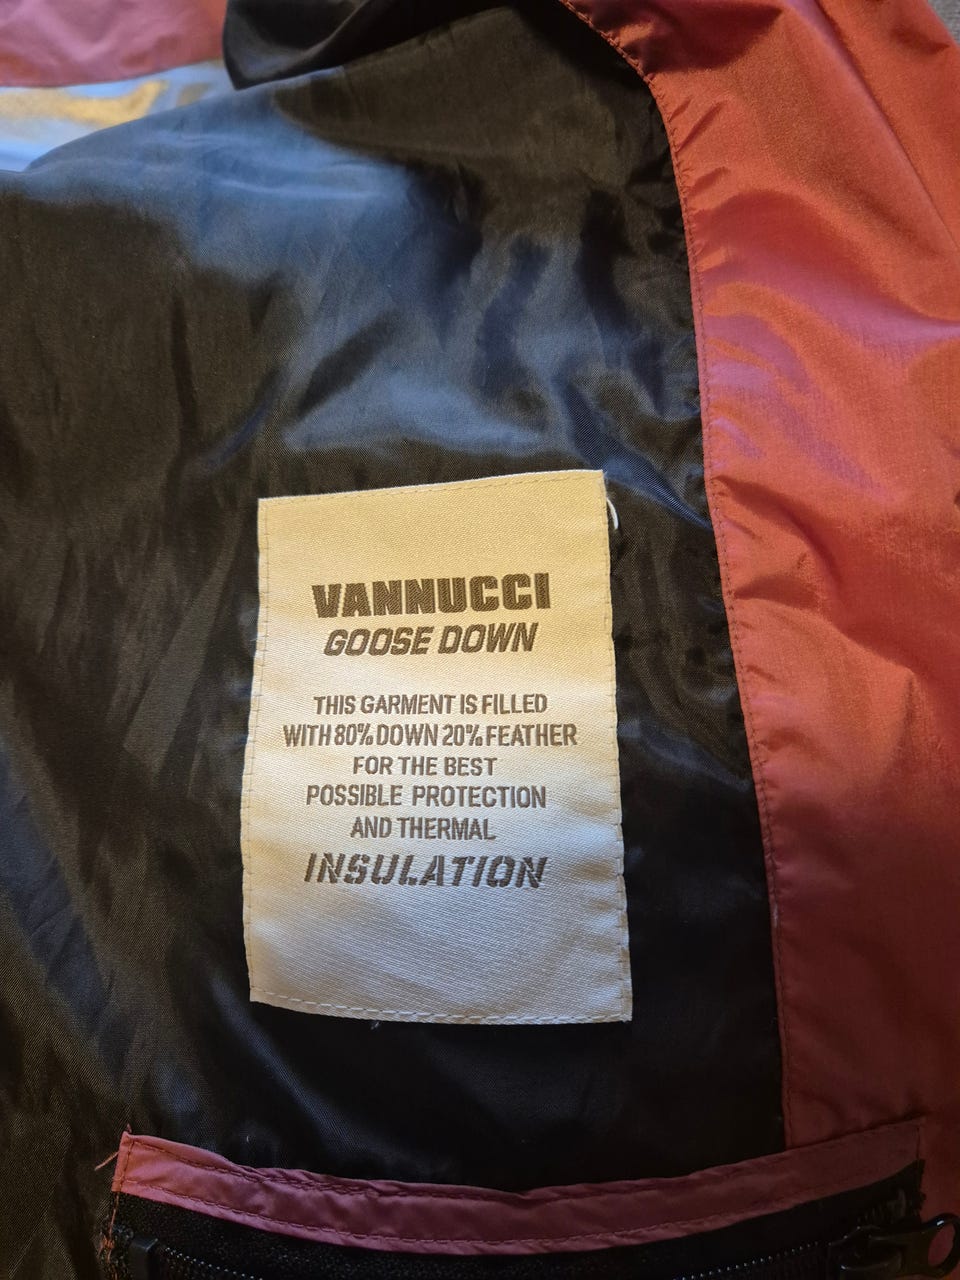 VANNUCCI
GOOSE DOWN
THIS GARMENT IS FILLED
WITH 80% DOWN 20% FEATHER
FOR THE BEST
POSSIBLE PROTECTION
AND THERMAL
INSULATION